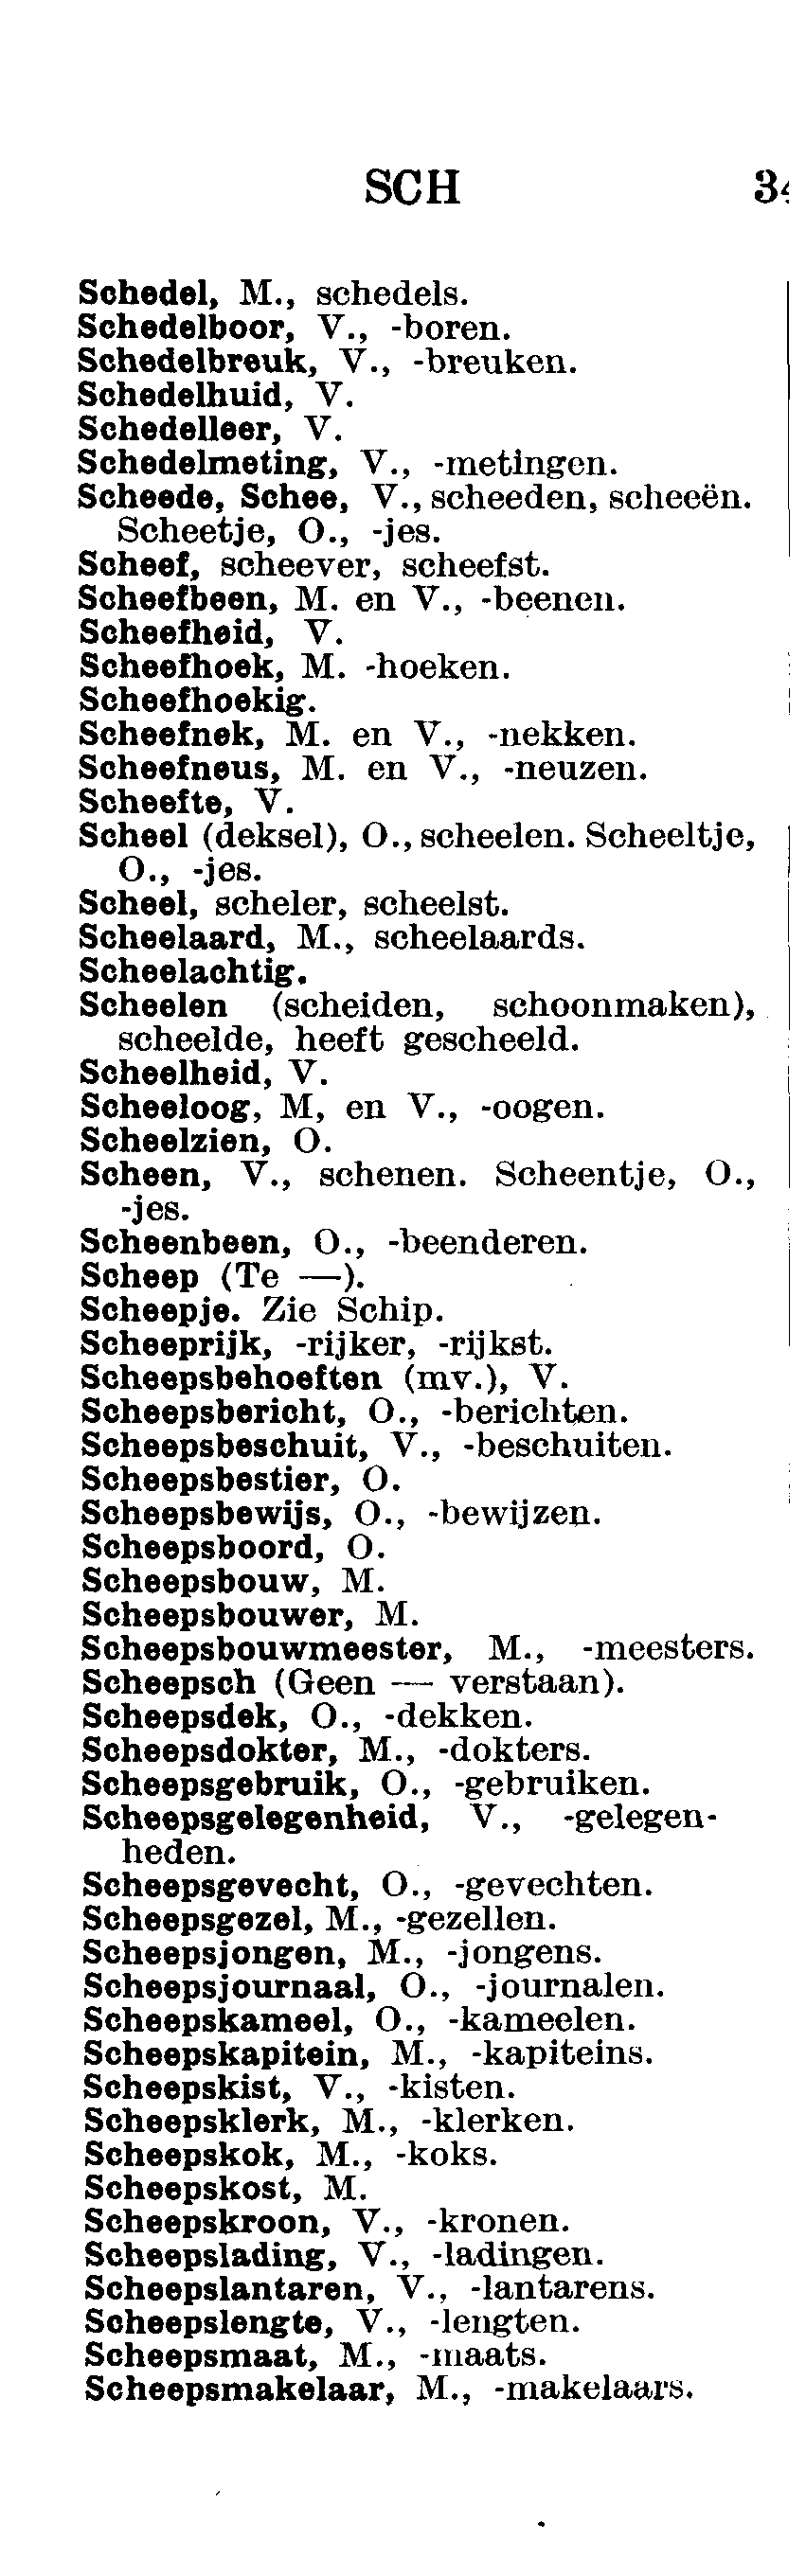 SCH
Schedel, M., schedels.
Schedelboor, V., -boren.
Schedelbreuk, V., -breuken.
Schedelhuid, V.
Schedelleer, V.
Schedelmeting, V., -metingen.
Scheede, Schee, V., scheeden, scheeën.
Scheetje, O., -jes.
Scheef, scheever, scheefst.
Scheefbeen, M. en V., -beenen.
Scheefheid, V.
Scheefhoek, M. -hoeken.
Scheefhoekig.
Scheefnek, M. en V., -nekken.
Scheefneus, M. en V., -neuzen.
Scheefte, V.
Scheel (deksel), O., scheelen. Scheeltje,
O., -jes.
Scheel, scheler, scheelst.
Scheelaard, M., scheelaards.
Scheelachtig.
Scheelen (scheiden, schoonmaken),
scheelde, heeft gescheeld.
Scheelheid, V.
Scheeloog, M, en V., -oogen.
Scheelzien, O.
Scheen, V., schenen. Scheentje, O.,
-jes.
Scheenbeen, O., -beenderen.
Scheep (Te —).
Scheepje. Zie Schip.
Scheeprijk, -rijker, -rijkst.
Scheepsbehoeften (mv.), V.
Scheepsbericht, O., -berichten.
Scheepsbeschuit, V., -beschuiten.
Scheepsbestier, O.
Scheepsbewijs, O., -bewijzen.
Scheepsboord, O.
Scheepsbouw, M.
Scheepsbouwer, M.
Scheepsbouwmeester, M., -meesters.
Scheepsch (Geen — verstaan).
Scheepsdek, O., -dekken.
Scheepsdokter, M., -dokters.
Scheepsgebruik, O., -gebruiken.
Scheepsgelegenheid, V., -gelegen-
heden.
Scheepsgevecht, O., -gevechten.
Scheepsgezel, M., -gezellen.
Scheepsjongen, M., -jongens.
Scheepsjournaal, O., -journalen.
Scheepskameel, O., -kameelen.
Scheepskapitein, M., -kapiteins.
Scheepskist, V., -kisten.
Scheepsklerk, M., -klerken.
Scheepskok, M., -koks.
Scheepskost, M.
Scheepskroon, V., -kronen.
Scheepslading, V., -ladingen.
Scheepslantaren, V., -lantarens.
Scheepslengte, V., -lengten.
Scheepsmaat, M., -maats.
Scheepsmakelaar, M., -makelaars.